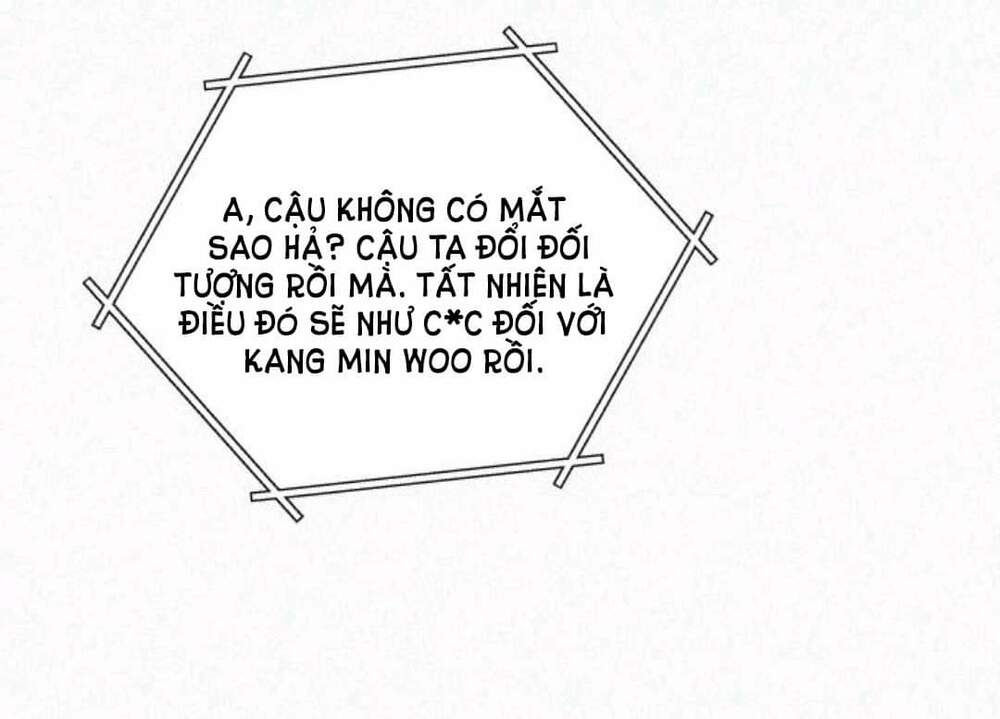 A, CẬU KHÔNG CÓ MẮT
SAO HẢ? CẬU TA ĐỔI ĐỐI
TƯỢNG RỒI MÀ. TẤT NHIÊN LÀ
ĐIỀU ĐÓ SẼ NHƯ C*C ĐỐI VỚI
KANG MIN WOO RỒI.